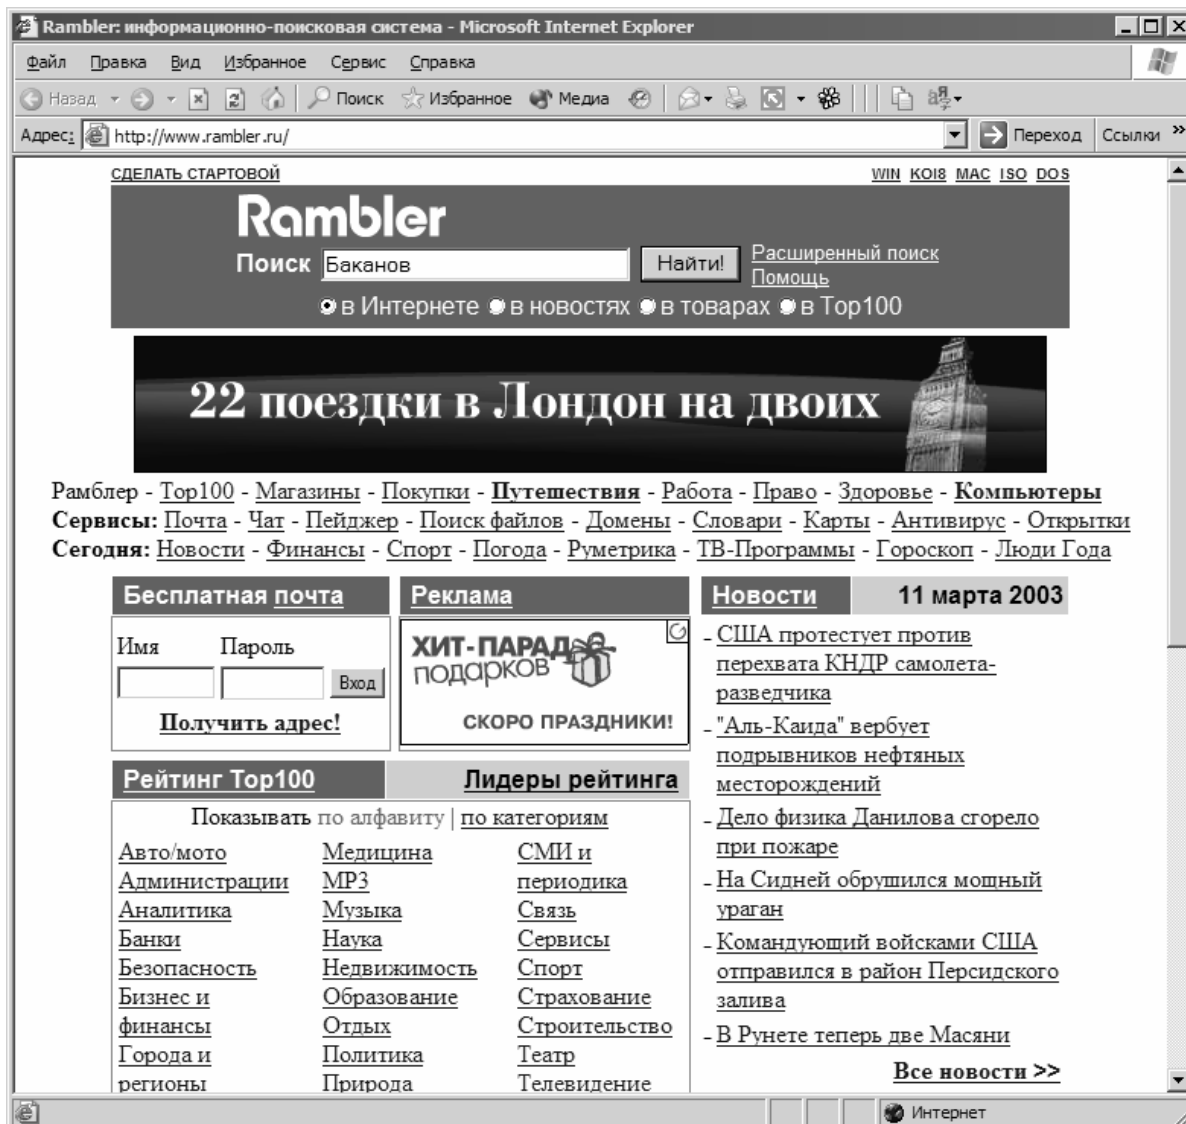 Rambler: информационно-поисковая система - Microsoft Internet Explorer
Файл Правка Вид Избранное Сервис Справка
Назад Поиск Избранное Медиа
Адрес: http://www.rambler.ru/ Переход Ссылки »
СДЕЛАТЬ СТАРТОВОЙ WIN KOI8 MAC ISO DOS
Rambler
Поиск Баканов Найти! Расширенный поиск
Помощь
в Интернете в новостях в товарах в Top100
22 поездки в Лондон на двоих
Рамблер - Top100 - Магазины - Покупки - Путешествия - Работа - Право - Здоровье - Компьютеры
Сервисы: Почта - Чат - Пейджер - Поиск файлов - Домены - Словари - Карты - Антивирус - Открытки
Сегодня: Новости - Финансы - Спорт - Погода - Руметрика - ТВ-Программы - Гороскоп - Люди Года
Бесплатная почта
Имя Пароль
Вход
Получить адрес!
Реклама
ХИТ-ПАРАД
ПОДАРКОВ
СКОРО ПРАЗДНИКИ!
Рейтинг Top100 Лидеры рейтинга
Показывать по алфавиту | по категориям
Авто/мото
Администрации
Аналитика
Банки
Безопасность
Бизнес и
финансы
Города и
регионы
Медицина
MP3
Музыка
Наука
Недвижимость
Образование
Отдых
Политика
Природа
СМИ и
периодика
Связь
Сервисы
Спорт
Страхование
Строительство
Театр
Телевидение
Новости 11 марта 2003
- США протестует против
перехвата КНДР самолета-
разведчика
- "Аль-Каида" вербует
подрывников нефтяных
месторождений
- Дело физика Данилова сгорело
при пожаре
- На Сидней обрушился мощный
ураган
- Командующий войсками США
отправился в район Персидского
залива
- В Рунете теперь две Масяни
Все новости >>
Интернет